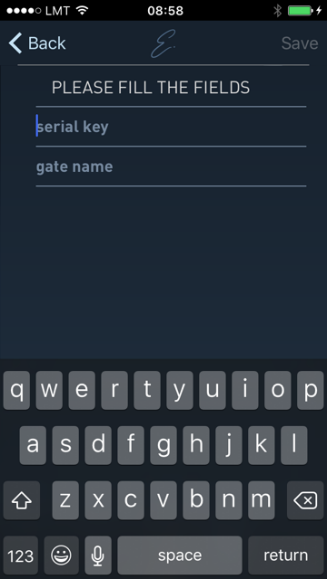 LMT 08:58
Back E. Save
PLEASE FILL THE FIELDS
serial key
gate name
q w e r t y u i o p
a s d f g h j k l
z x c v b n m
123 space return